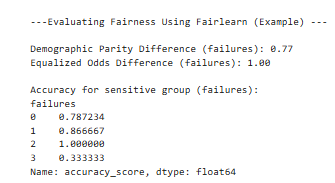 ---Evaluating Fairness Using Fairlearn (Example) ---
Demographic Parity Difference (failures): 0.77
Equalized Odds Difference (failures): 1.00
Accuracy for sensitive group (failures):
failures
0    0.787234
1    0.866667
2    1.000000
3    0.333333
Name: accuracy_score, dtype: float64